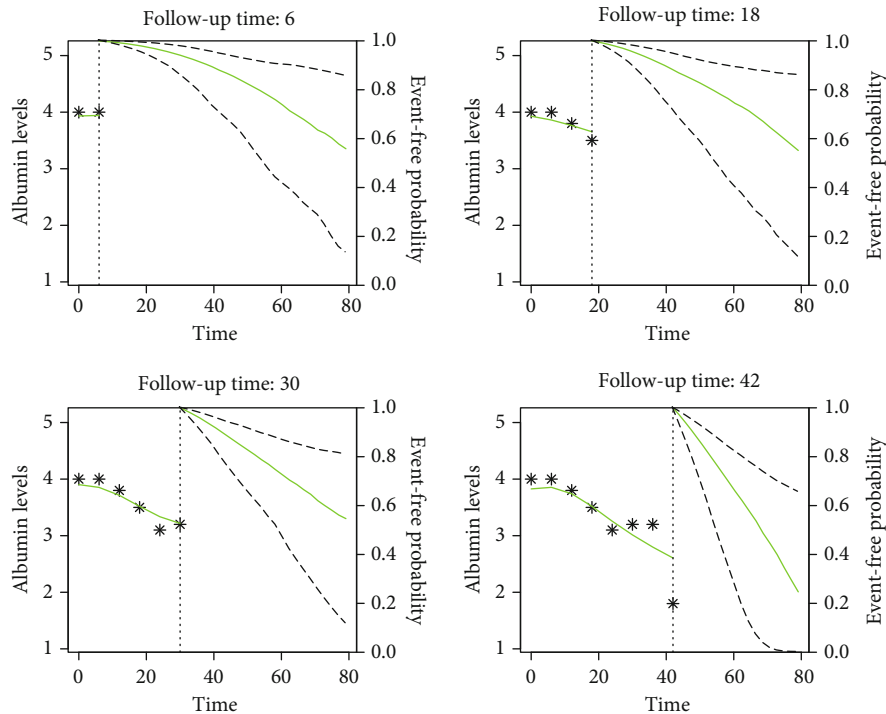 Follow-up time: 6
5
4
3
2
1
Albumin levels
1.0
0.8
0.6
0.4
0.2
0.0
Event-free probability
0 20 40 60 80
Time
Follow-up time: 18
5
4
3
2
1
Albumin levels
1.0
0.8
0.6
0.4
0.2
0.0
Event-free probability
0 20 40 60 80
Time
Follow-up time: 30
5
4
3
2
1
Albumin levels
1.0
0.8
0.6
0.4
0.2
0.0
Event-free probability
0 20 40 60 80
Time
Follow-up time: 42
5
4
3
2
1
Albumin levels
1.0
0.8
0.6
0.4
0.2
0.0
Event-free probability
0 20 40 60 80
Time